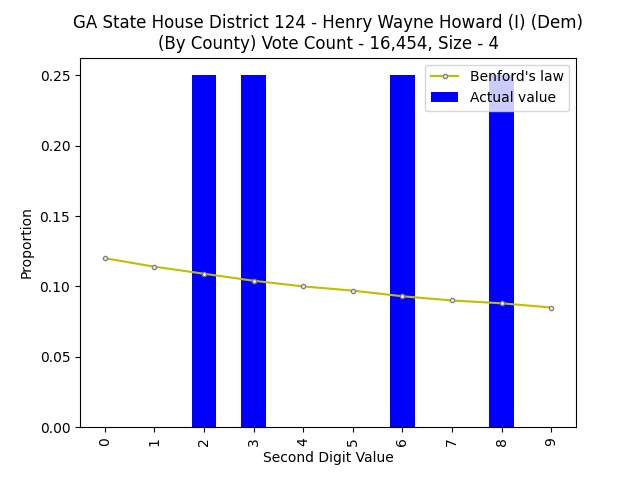 GA State House District 124 - Henry Wayne Howard (I) (Dem)
(By County) Vote Count - 16,454, Size - 4
Benford's law
Actual value
0.25
0.20
0.15
0.10
0.05
0.00
Proportion
0 1 2 3 4 5 6 7 8 9
Second Digit Value